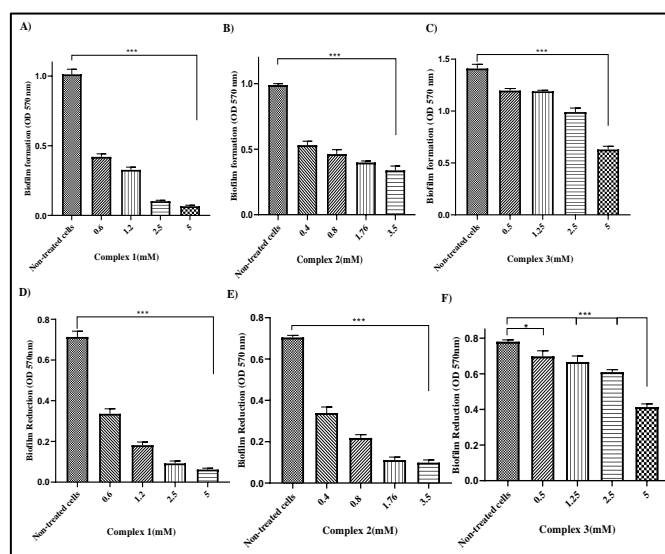 A)
***
Biofilm formation (OD 570 nm)
1.0
0.5
0.0
Non-treated cells
0.6
1.2
2.5
5
Complex 1(mM)
B)
***
Biofilm formation (OD 570 nm)
1.0
0.5
0.0
Non-treated cells
0.4
0.8
1.76
3.5
Complex 2(mM)
C)
***
Biofilm formation (OD 570 nm)
1.5
1.0
0.5
0.0
Non-treated cells
0.5
1.25
2.5
5
Complex 3(mM)
D)
***
Biofilm Reduction (OD 570nm)
0.8
0.6
0.4
0.2
0.0
Non-treated cells
0.6
1.2
2.5
5
Complex 1(mM)
E)
***
Biofilm Reduction (OD 570 nm)
0.8
0.6
0.4
0.2
0.0
Non-treated cells
0.4
0.8
1.76
3.5
Complex 2(mM)
F)
***
*
Biofilm Reduction (OD 570nm)
0.8
0.6
0.4
0.2
0.0
Non-treated cells
0.5
1.25
2.5
5
Complex 3(mM)